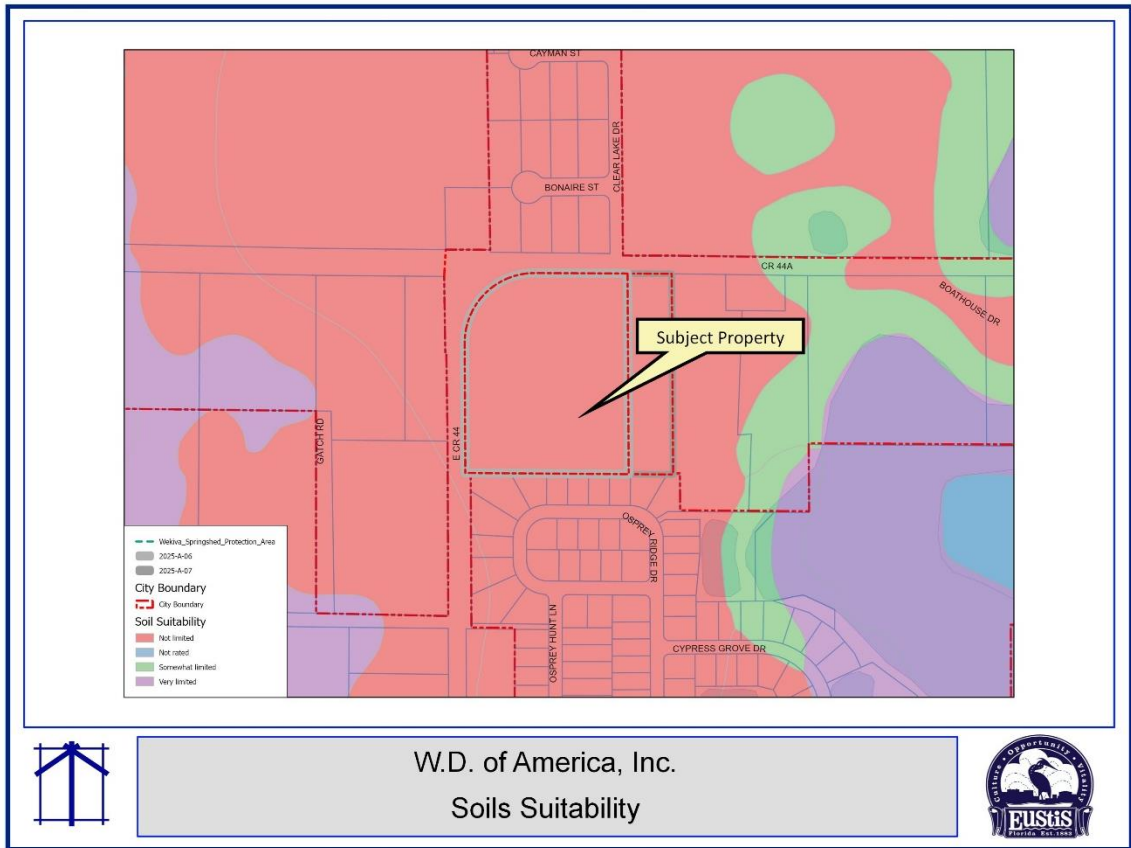 CAYMAN ST
CLEAR LAKE DR
BONAIRE ST
CR 44A
BOATHOUSE DR
Subject Property
GATCH RD
E CR 44
OSPREY RIDGE DR
OSPREY HUNT LN
CYPRESS GROVE DR
Wekiva_Springshed_Protection_Area
2025-A-06
2025-A-07
City Boundary
City Boundary
Soil Suitability
Not limited
Not rated
Somewhat limited
Very limited
W.D. of America, Inc.
Soils Suitability
Culture • Opportunity • Vitality
EUSTIS
Florida Est.1883